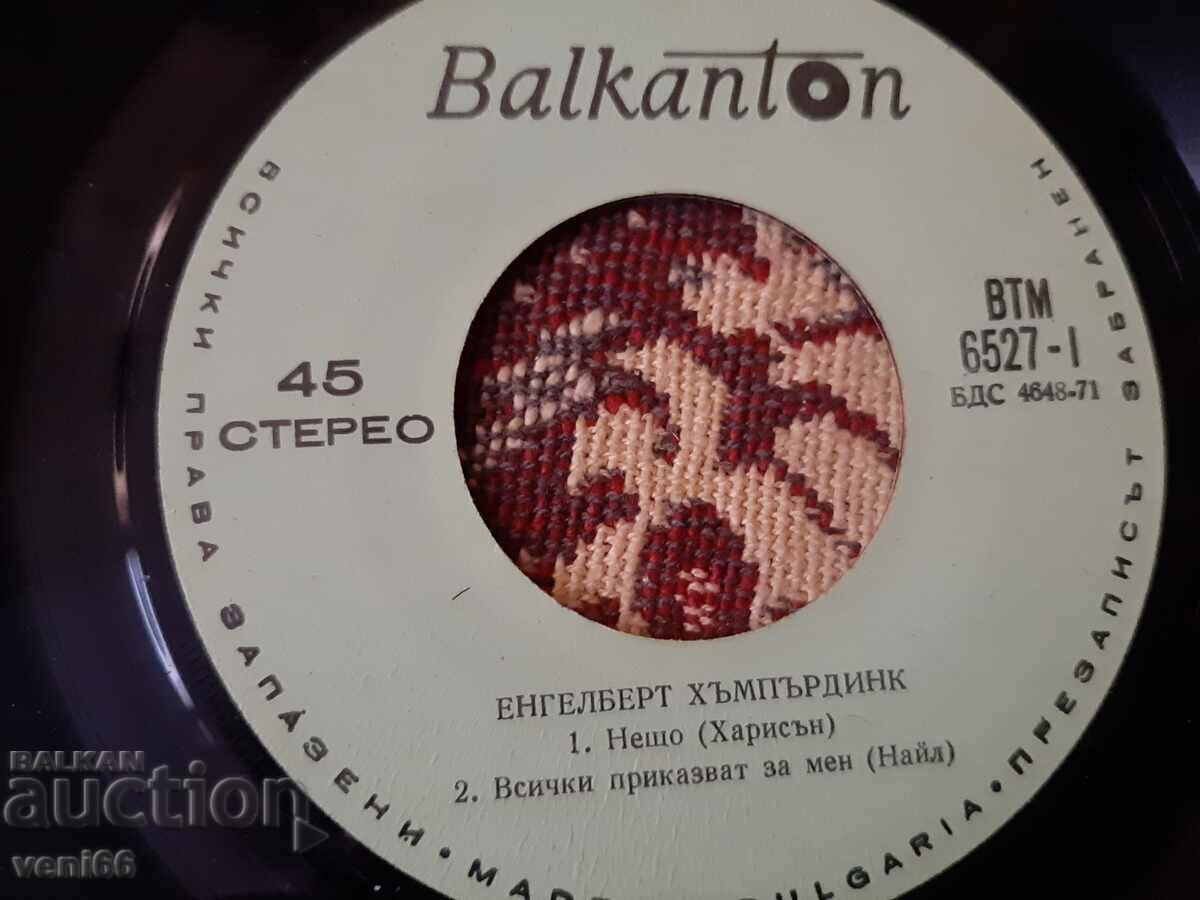 Balkanton
ВСИЧКИ ПРАВА ЗАПАЗЕНИ • MADE BULGARIA • ПРЕЗАПИСЪТ ЗАБРАНЕН
45
СТЕРЕО
ВТМ
6527-I
БДС 4648-71
ЕНГЕЛБЕРТ ХЪМПЪРДИНК
1. Нещо (Харисън)
2. Всички приказват за мен (Найл)
BALKAN
auction
veni66